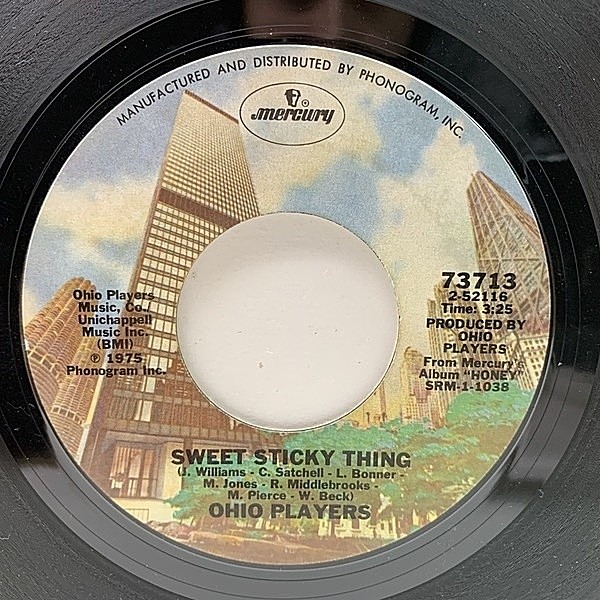 MANUFACTURED AND DISTRIBUTED BY PHONOGRAM, INC.
mercury
Ohio Players
Music, Co./
Unichappell
Music Inc.
(BMI)
℗ 1975
Phonogram Inc.
73713
2-52116
Time: 3:25
PRODUCED BY
OHIO
PLAYERS
From Mercury's
Album "HONEY"
SRM-1-1038
SWEET STICKY THING
(J. Williams - C. Satchell - L. Bonner -
M. Jones - R. Middlebrooks -
M. Pierce - W. Beck)
OHIO PLAYERS